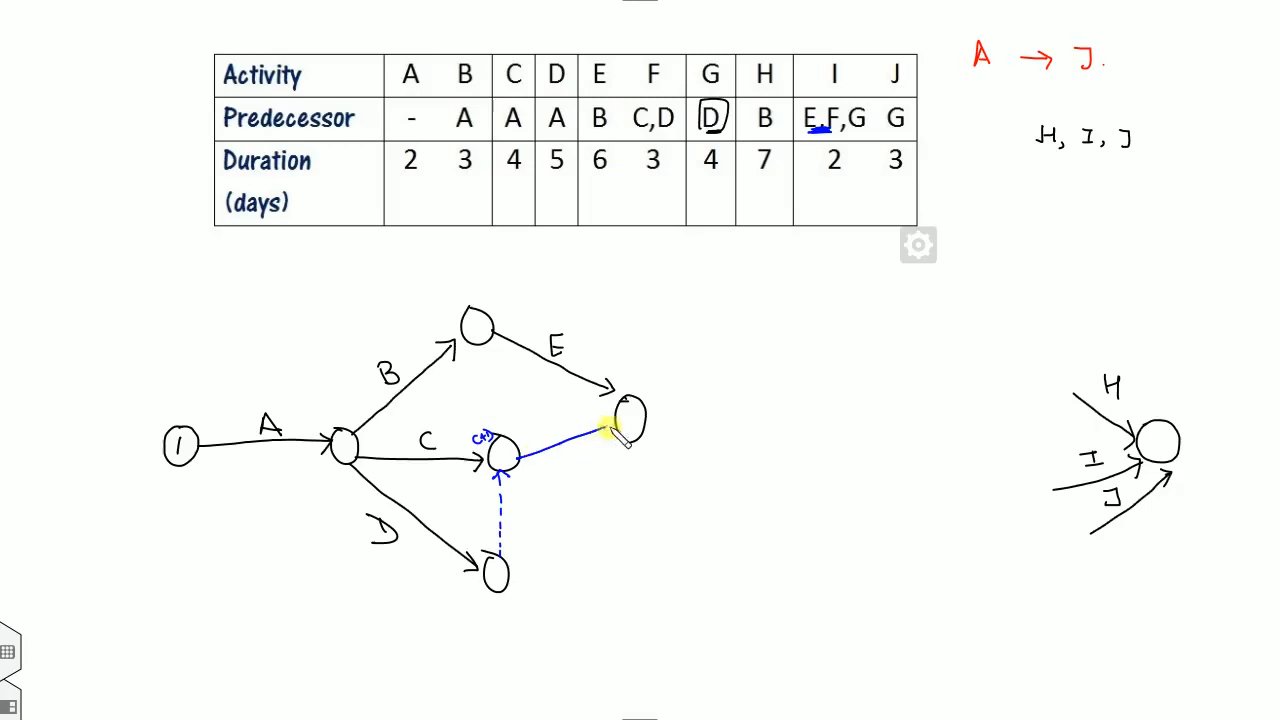 A → J.
Activity A B C D E F G H I J
Predecessor - A A A B C,D D B E,F,G G
H, I, J
Duration (days) 2 3 4 5 6 3 4 7 2 3
E
B
H
A
C
C+D
1
I
J
D